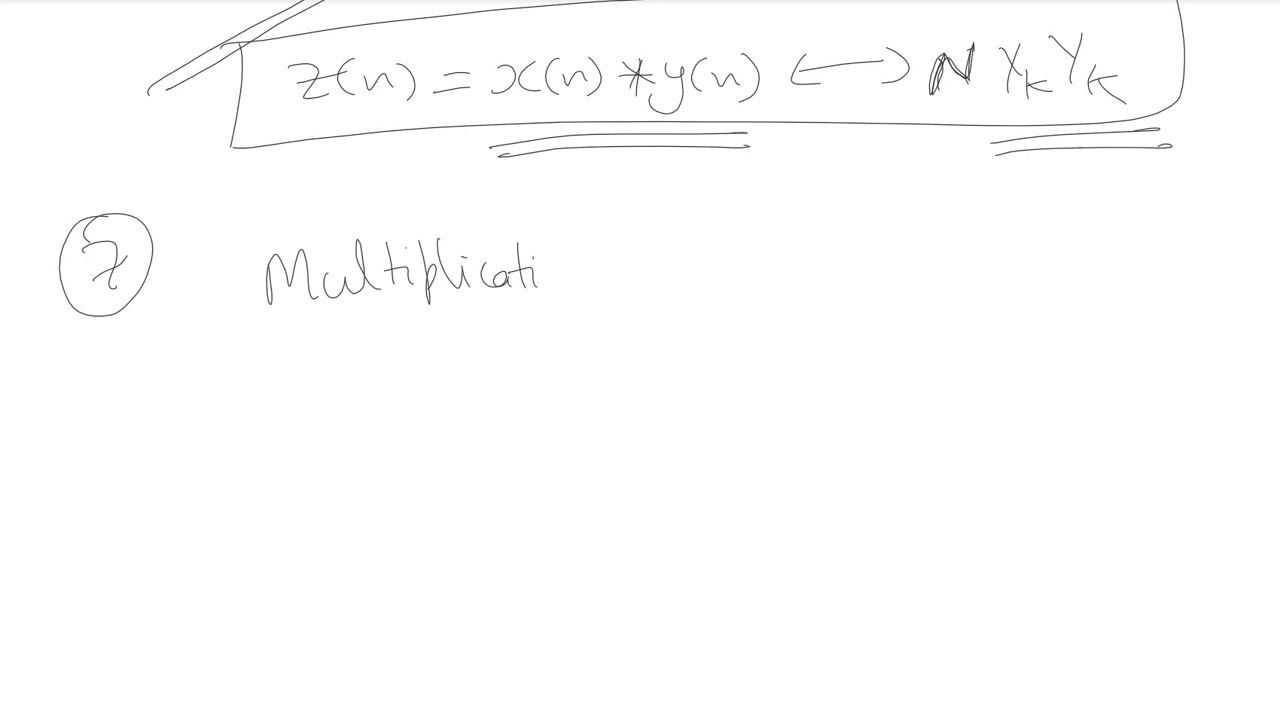 z(n) = x(n) * y(n) ⟷ N X_k Y_k
7 Multiplicati